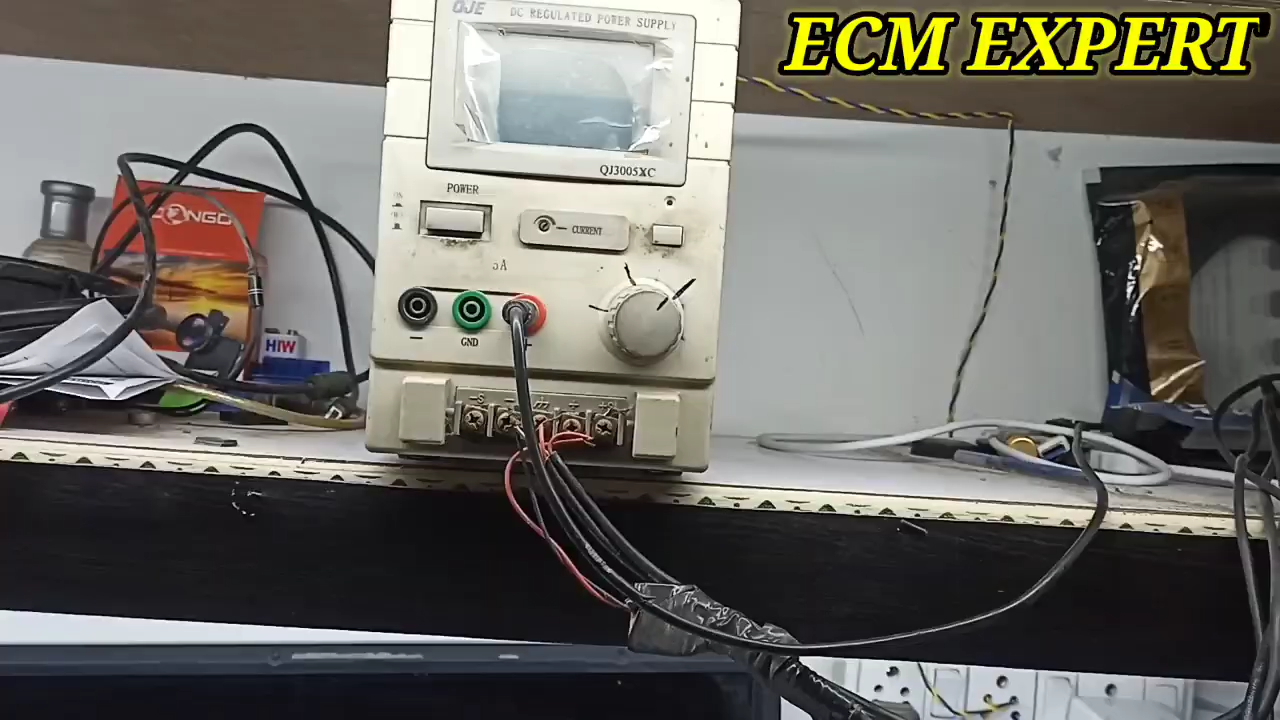 ECM EXPERT
QJE DC REGULATED POWER SUPPLY
QJ3005XC
POWER
CURRENT
5A
− GND +
-S − + +S
HIW